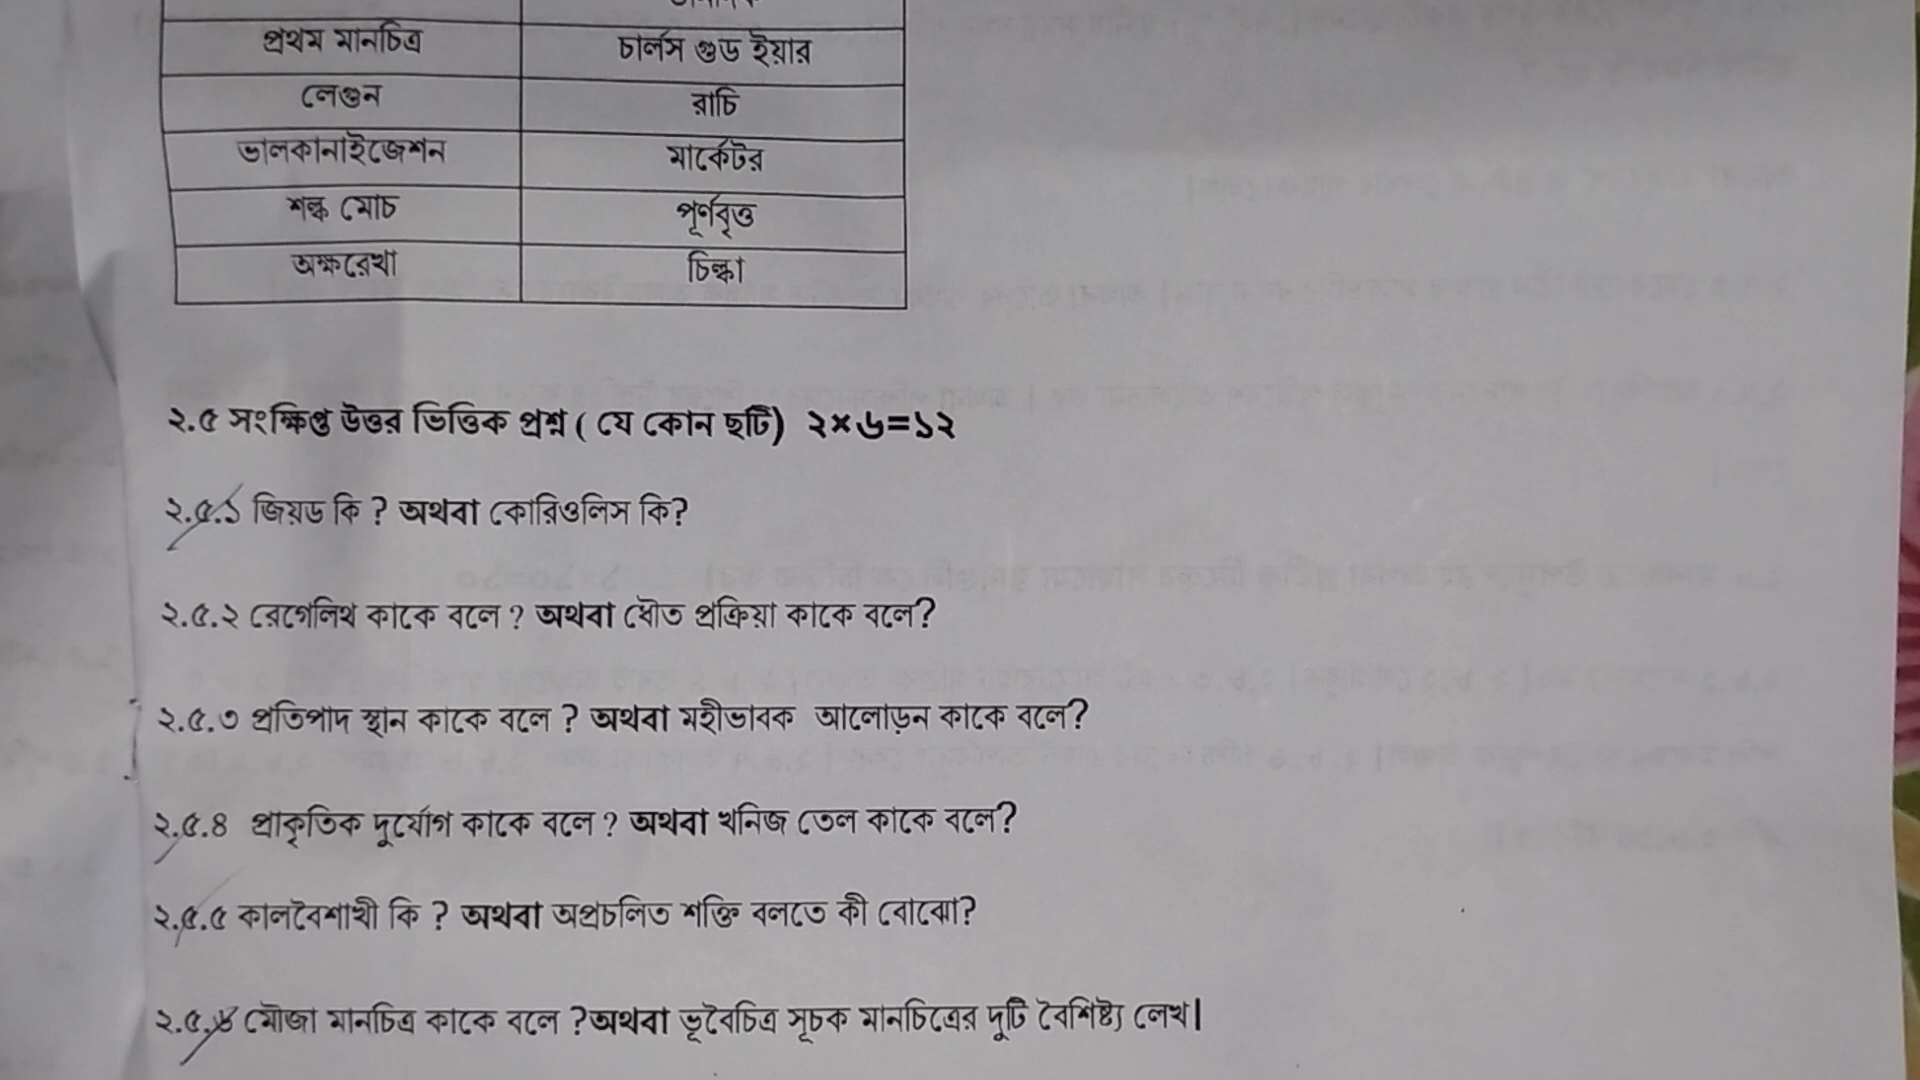 প্রথম মানচিত্র চার্লস গুড ইয়ার
লেগুন রাচি
ভালকানাইজেশন মার্কেটর
শল্ক মোচ পূর্ণবৃত্ত
অক্ষরেখা চিল্কা
২.৫ সংক্ষিপ্ত উত্তর ভিত্তিক প্রশ্ন ( যে কোন ছটি) ২×৬=১২
২.৫.১ জিয়ড কি ? অথবা কোরিওলিস কি?
২.৫.২ রেগোলিথ কাকে বলে ? অথবা ধৌত প্রক্রিয়া কাকে বলে?
২.৫.৩ প্রতিপাদ স্থান কাকে বলে ? অথবা মহীভাবক আলোড়ন কাকে বলে?
২.৫.৪ প্রাকৃতিক দুর্যোগ কাকে বলে ? অথবা খনিজ তেল কাকে বলে?
২.৫.৫ কালবৈশাখী কি ? অথবা অপ্রচলিত শক্তি বলতে কী বোঝো?
২.৫.৬ মৌজা মানচিত্র কাকে বলে ?অথবা ভূবৈচিত্র সূচক মানচিত্রের দুটি বৈশিষ্ট্য লেখ|